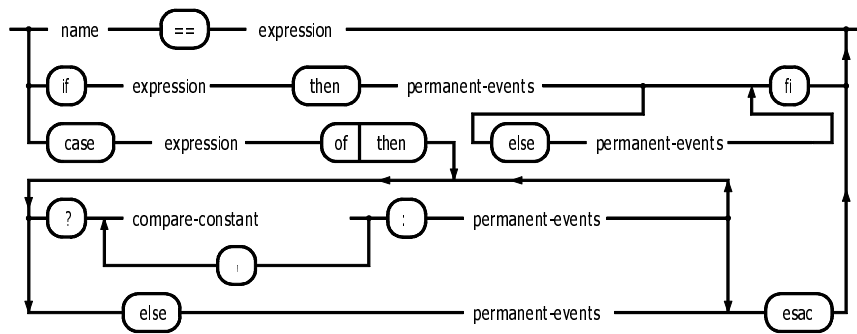 name == expression
if expression then permanent-events fi
case expression of then else permanent-events
? compare-constant : permanent-events
,
else permanent-events esac